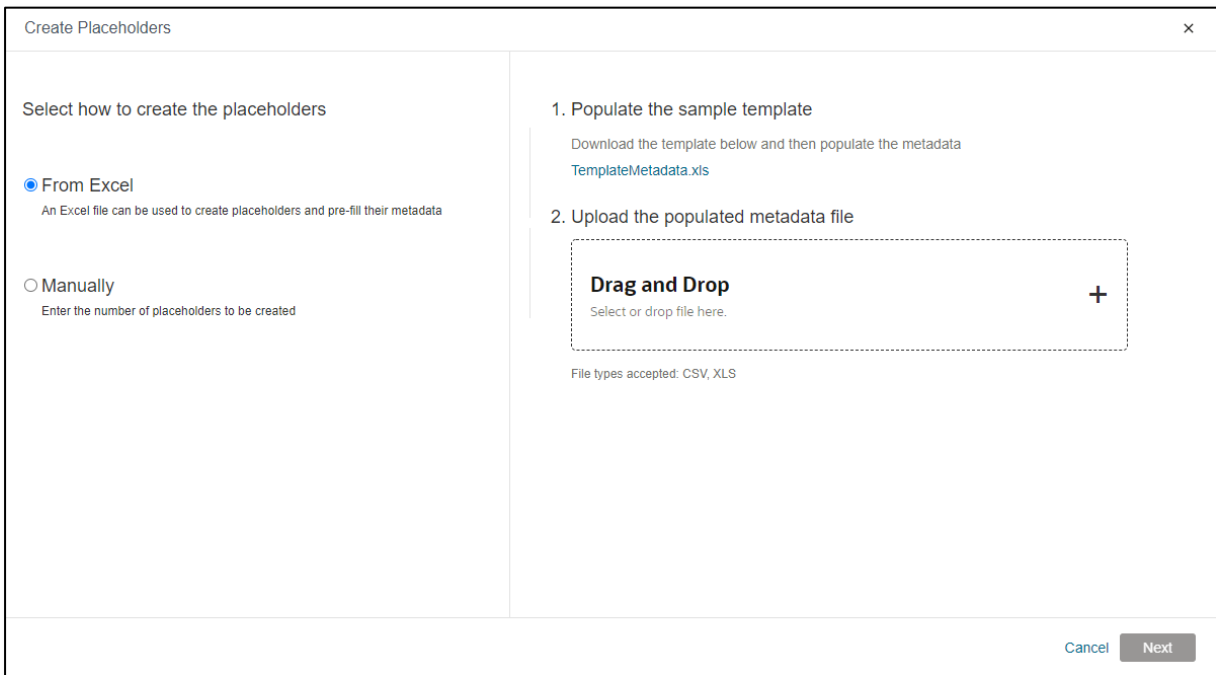 Create Placeholders
×
Select how to create the placeholders
From Excel
An Excel file can be used to create placeholders and pre-fill their metadata
Manually
Enter the number of placeholders to be created
1. Populate the sample template
Download the template below and then populate the metadata
TemplateMetadata.xls
2. Upload the populated metadata file
Drag and Drop
Select or drop file here.
+
File types accepted: CSV, XLS
Cancel
Next